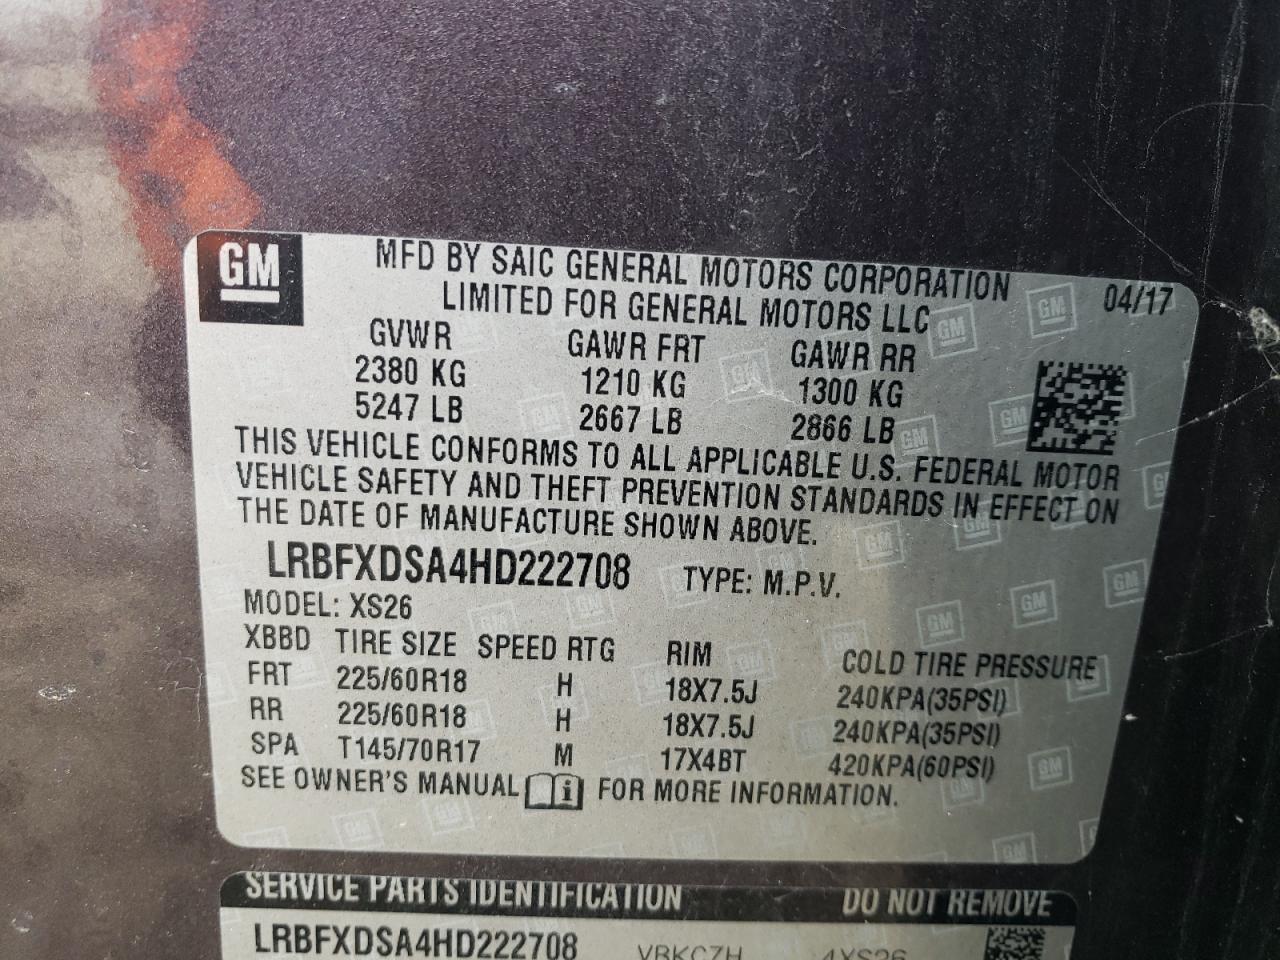 GM
MFD BY SAIC GENERAL MOTORS CORPORATION 04/17
LIMITED FOR GENERAL MOTORS LLC
GVWR GAWR FRT GAWR RR
2380 KG 1210 KG 1300 KG
5247 LB 2667 LB 2866 LB
THIS VEHICLE CONFORMS TO ALL APPLICABLE U.S. FEDERAL MOTOR
VEHICLE SAFETY AND THEFT PREVENTION STANDARDS IN EFFECT ON
THE DATE OF MANUFACTURE SHOWN ABOVE.
LRBFXDSA4HD222708 TYPE: M.P.V.
MODEL: XS26
XBBD TIRE SIZE SPEED RTG RIM COLD TIRE PRESSURE
FRT 225/60R18 H 18X7.5J 240KPA(35PSI)
RR 225/60R18 H 18X7.5J 240KPA(35PSI)
SPA T145/70R17 M 17X4BT 420KPA(60PSI)
SEE OWNER'S MANUAL FOR MORE INFORMATION.
SERVICE PARTS IDENTIFICATION DO NOT REMOVE
LRBFXDSA4HD222708 4XS26